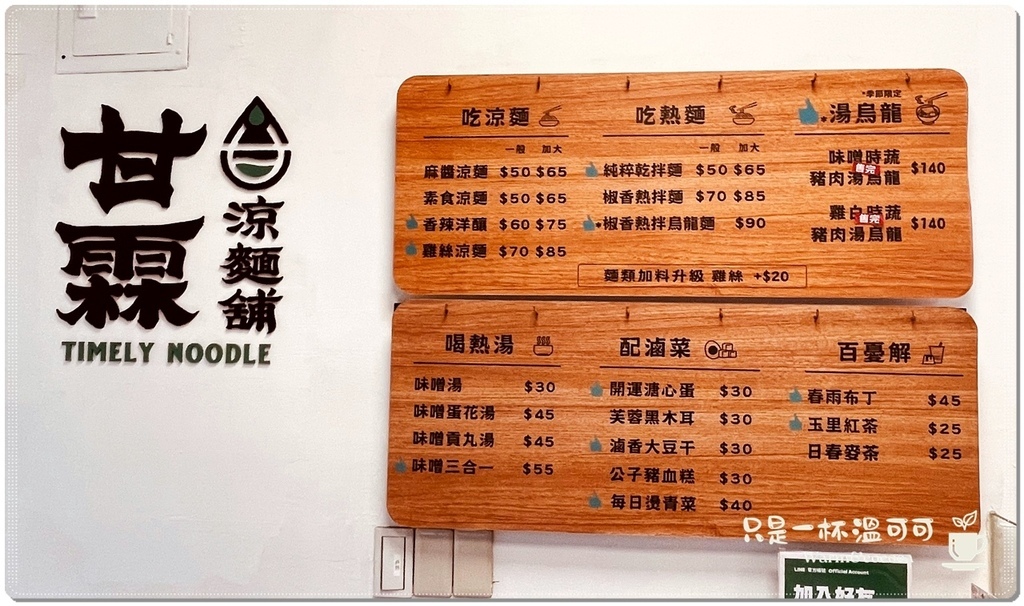 甘霖
涼麵舖
TIMELY NOODLE
吃涼麵
一般 加大
麻醬涼麵 $50 $65
素食涼麵 $50 $65
香辣洋釀 $60 $75
雞絲涼麵 $70 $85
吃熱麵
一般 加大
純粹乾拌麵 $50 $65
椒香熱拌麵 $70 $85
椒香熱拌烏龍麵 $90
*季節限定
湯烏龍
味噌時蔬
豬肉湯烏龍 $140
售完
雞白時蔬
豬肉湯烏龍 $140
售完
麵類加料升級 雞絲 +$20
喝熱湯
味噌湯 $30
味噌蛋花湯 $45
味噌貢丸湯 $45
味噌三合一 $55
配滷菜
開運溏心蛋 $30
芙蓉黑木耳 $30
滷香大豆干 $30
公子豬血糕 $30
每日燙青菜 $40
百憂解
春雨布丁 $45
玉里紅茶 $25
日春麥茶 $25
只是一杯溫可可
LINE 官方帳號 Official Account
加入好友